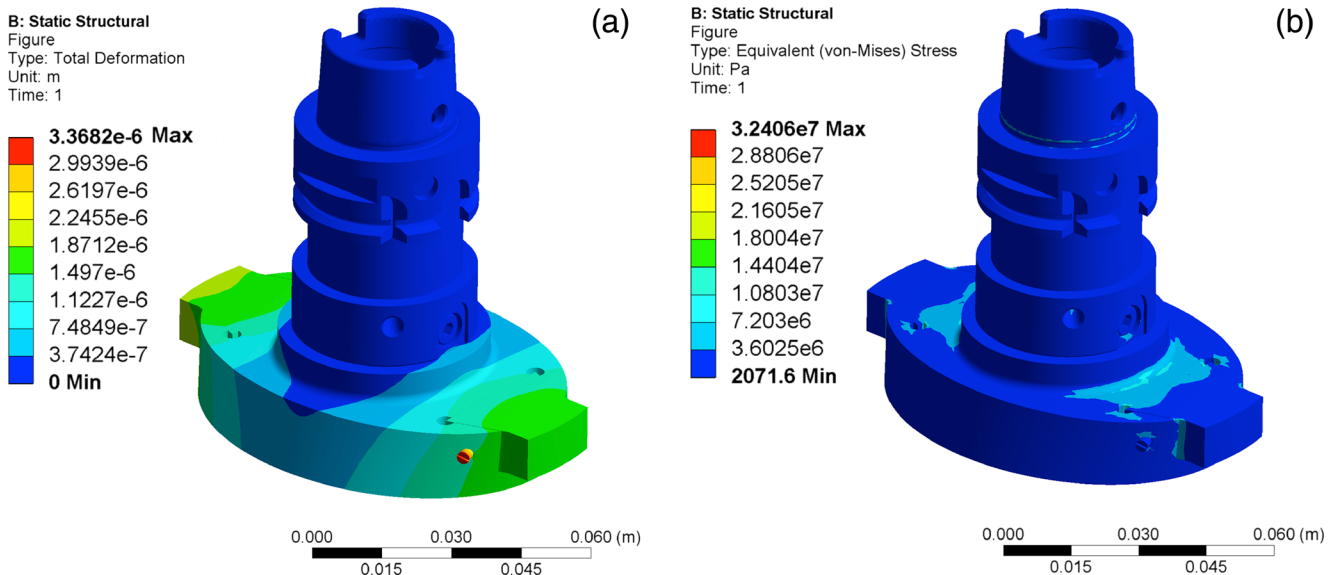 B: Static Structural
Figure
Type: Total Deformation
Unit: m
Time: 1
(a)
3.3682e-6 Max
2.9939e-6
2.6197e-6
2.2455e-6
1.8712e-6
1.497e-6
1.1227e-6
7.4849e-7
3.7424e-7
0 Min
0.000 0.030 0.060 (m)
0.015 0.045
B: Static Structural
Figure
Type: Equivalent (von-Mises) Stress
Unit: Pa
Time: 1
(b)
3.2406e7 Max
2.8806e7
2.5205e7
2.1605e7
1.8004e7
1.4404e7
1.0803e7
7.203e6
3.6025e6
2071.6 Min
0.000 0.030 0.060 (m)
0.015 0.045